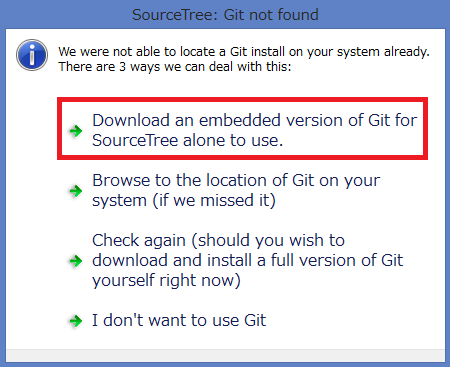 SourceTree: Git not found
We were not able to locate a Git install on your system already.
There are 3 ways we can deal with this:
Download an embedded version of Git for
SourceTree alone to use.
Browse to the location of Git on your
system (if we missed it)
Check again (should you wish to
download and install a full version of Git
yourself right now)
I don't want to use Git